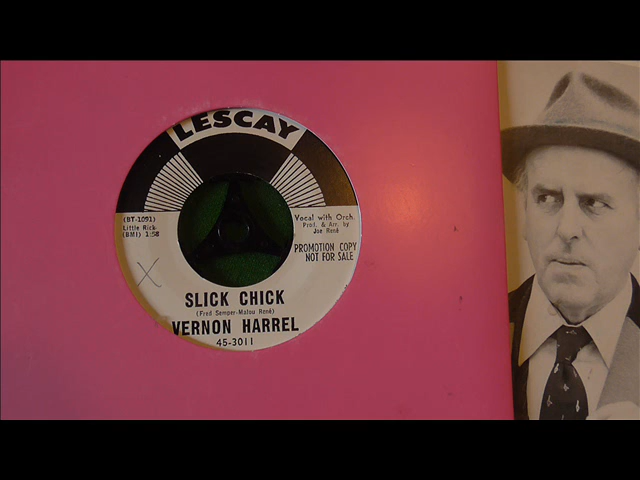 LESCAY
(BT-1091)
Little Rick
(BMI) 1:58
Vocal with Orch.
Prod. & Arr. by
Joe René
PROMOTION COPY
NOT FOR SALE
X
SLICK CHICK
(Fred Semper-Malou René)
VERNON HARREL
45-3011